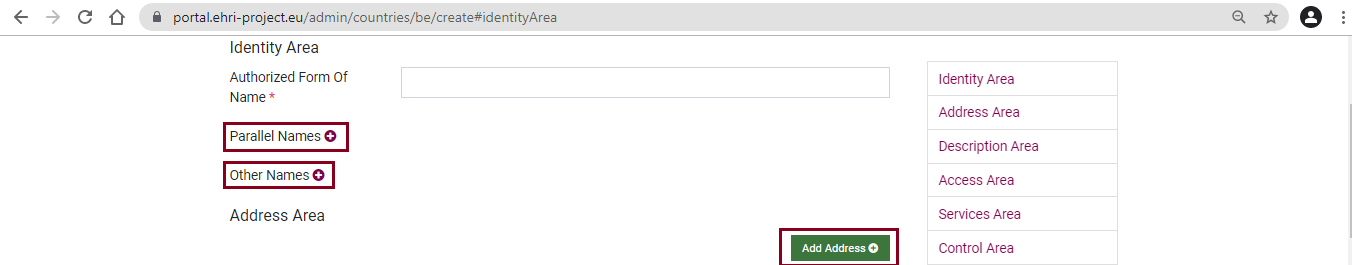 portal.ehri-project.eu/admin/countries/be/create#identityArea
Identity Area
Authorized Form Of
Name *
Parallel Names
Other Names
Address Area
Add Address
Identity Area
Address Area
Description Area
Access Area
Services Area
Control Area